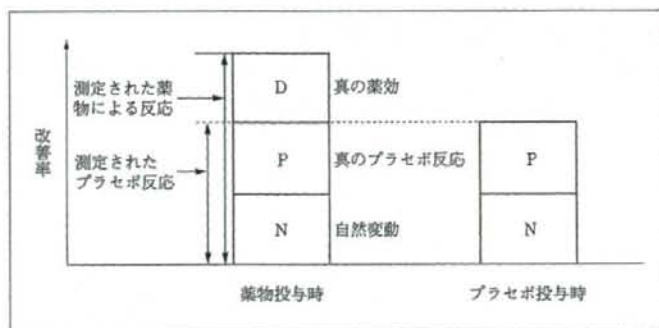 改善率
測定された薬
物による反応
測定された
プラセボ反応
D
真の薬効
P
真のプラセボ反応
P
N
自然変動
N
薬物投与時
プラセボ投与時